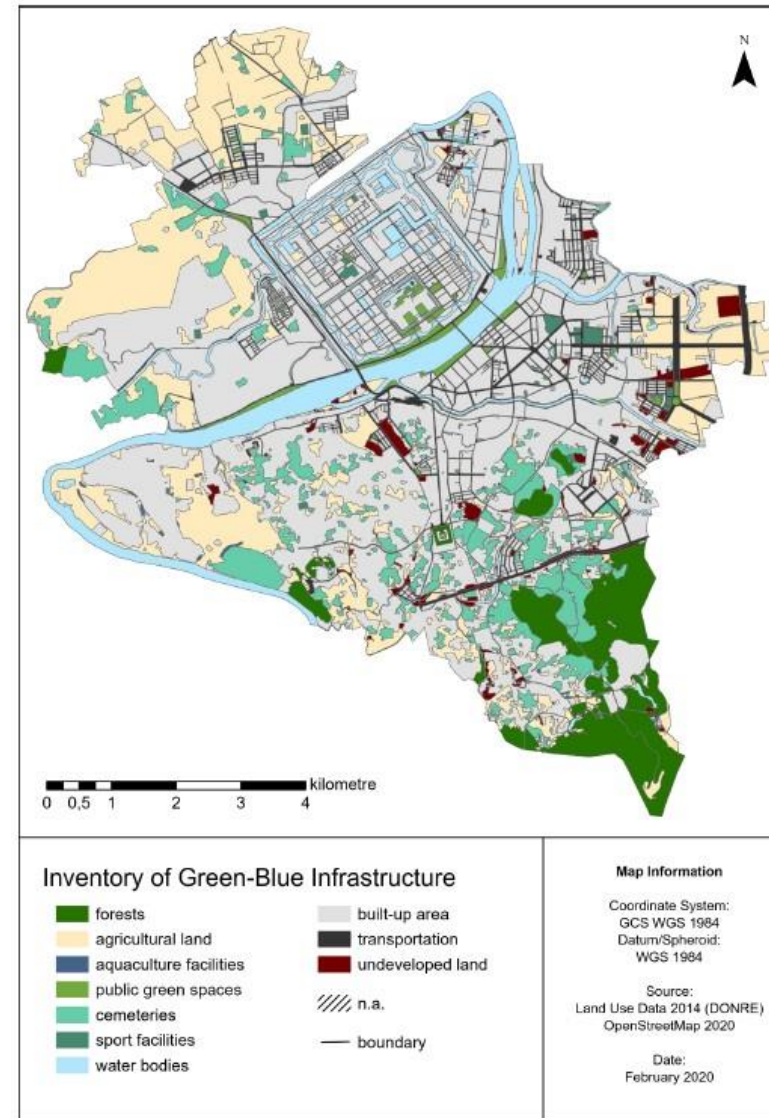 N
kilometre
0 0,5 1 2 3 4
Inventory of Green-Blue Infrastructure
forests
agricultural land
aquaculture facilities
public green spaces
cemeteries
sport facilities
water bodies
built-up area
transportation
undeveloped land
n.a.
boundary
Map Information
Coordinate System:
GCS WGS 1984
Datum/Spheroid:
WGS 1984
Source:
Land Use Data 2014 (DONRE)
OpenStreetMap 2020
Date:
February 2020